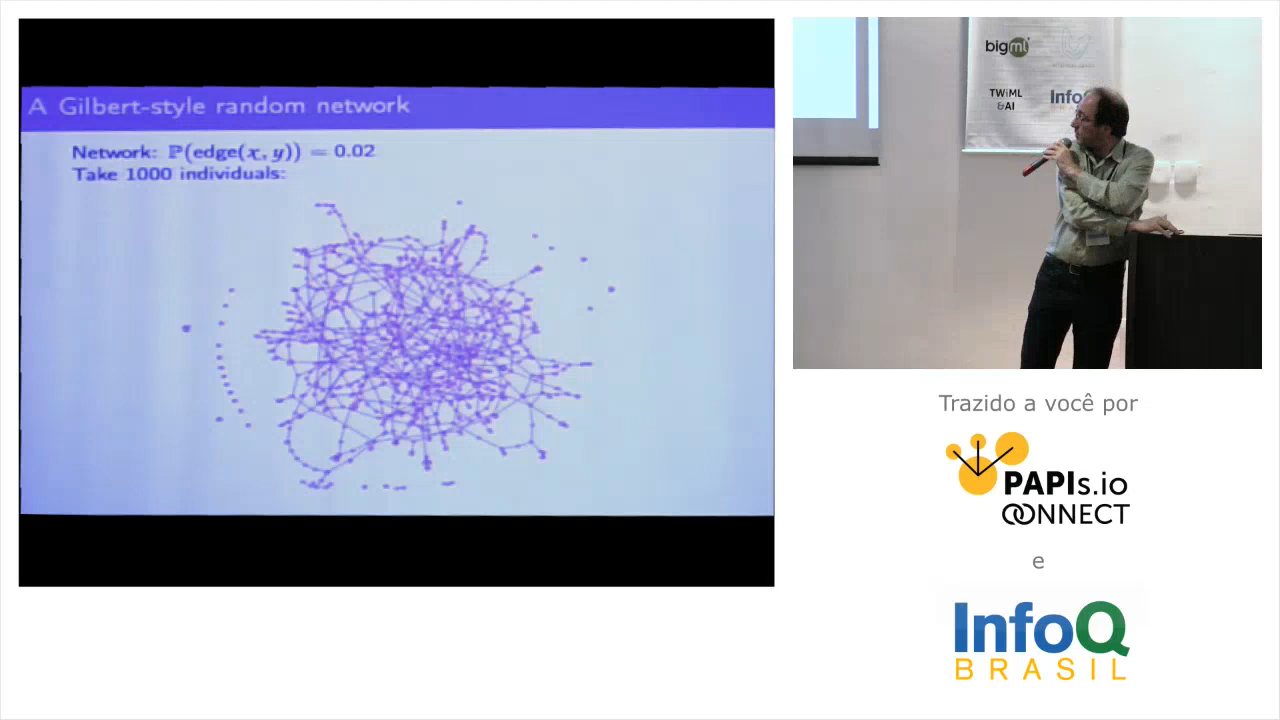 A Gilbert-style random network
Network: ℙ(edge(x, y)) = 0.02
Take 1000 individuals:
bigml
TWiML
&AI
InfoQ
Trazido a você por
PAPIs.io
CONNECT
e
InfoQ
BRASIL